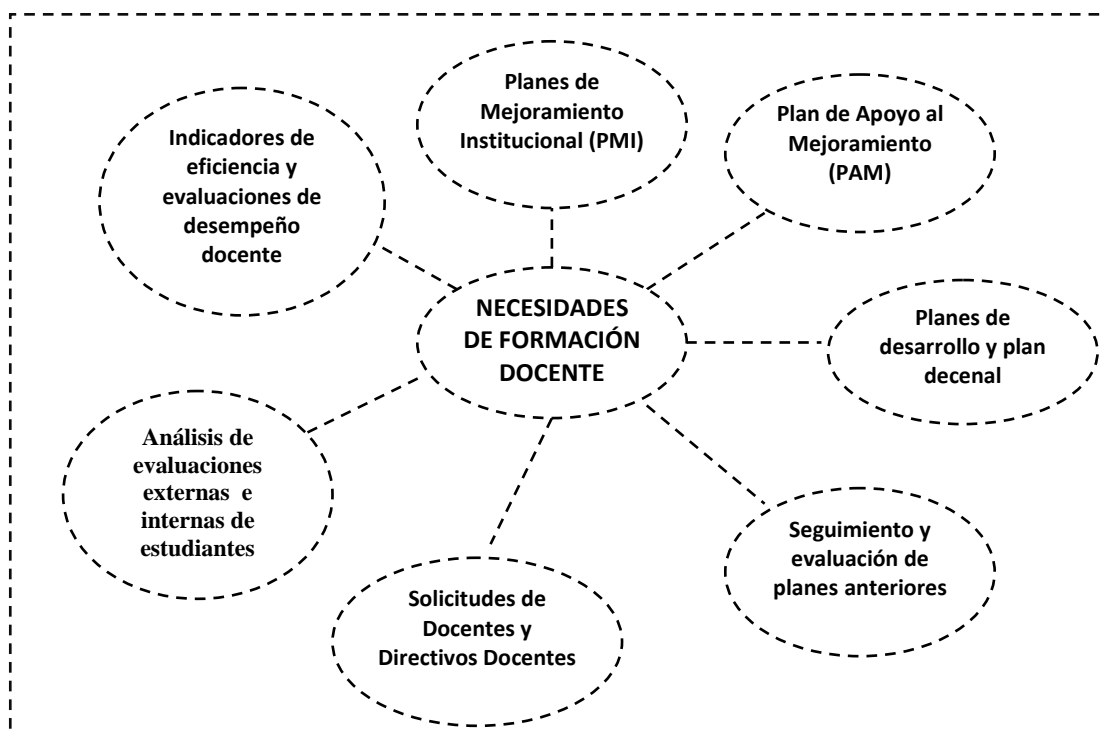 Planes de
Mejoramiento
Institucional (PMI)
Plan de Apoyo al
Mejoramiento
(PAM)
Indicadores de
eficiencia y
evaluaciones de
desempeño
docente
NECESIDADES
DE FORMACIÓN
DOCENTE
Planes de
desarrollo y plan
decenal
Análisis de
evaluaciones
externas e
internas de
estudiantes
Seguimiento y
evaluación de
planes anteriores
Solicitudes de
Docentes y
Directivos Docentes